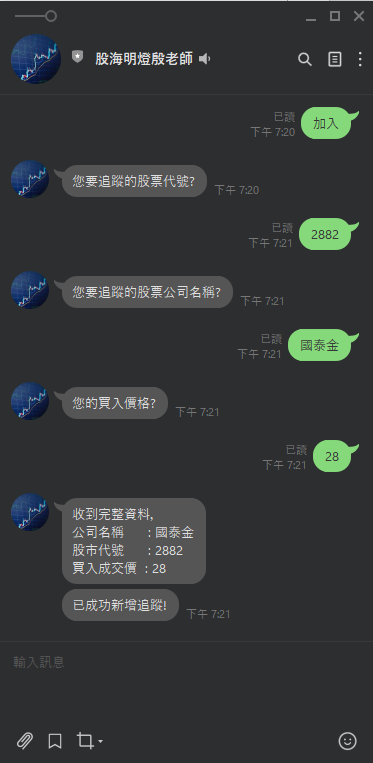 股海明燈殷老師
已讀
下午 7:20
加入
您要追蹤的股票代號?
下午 7:20
已讀
下午 7:21
2882
您要追蹤的股票公司名稱?
下午 7:21
已讀
下午 7:21
國泰金
您的買入價格?
下午 7:21
已讀
下午 7:21
28
收到完整資料,
公司名稱 : 國泰金
股市代號 : 2882
買入成交價 : 28
已成功新增追蹤!
下午 7:21
輸入訊息